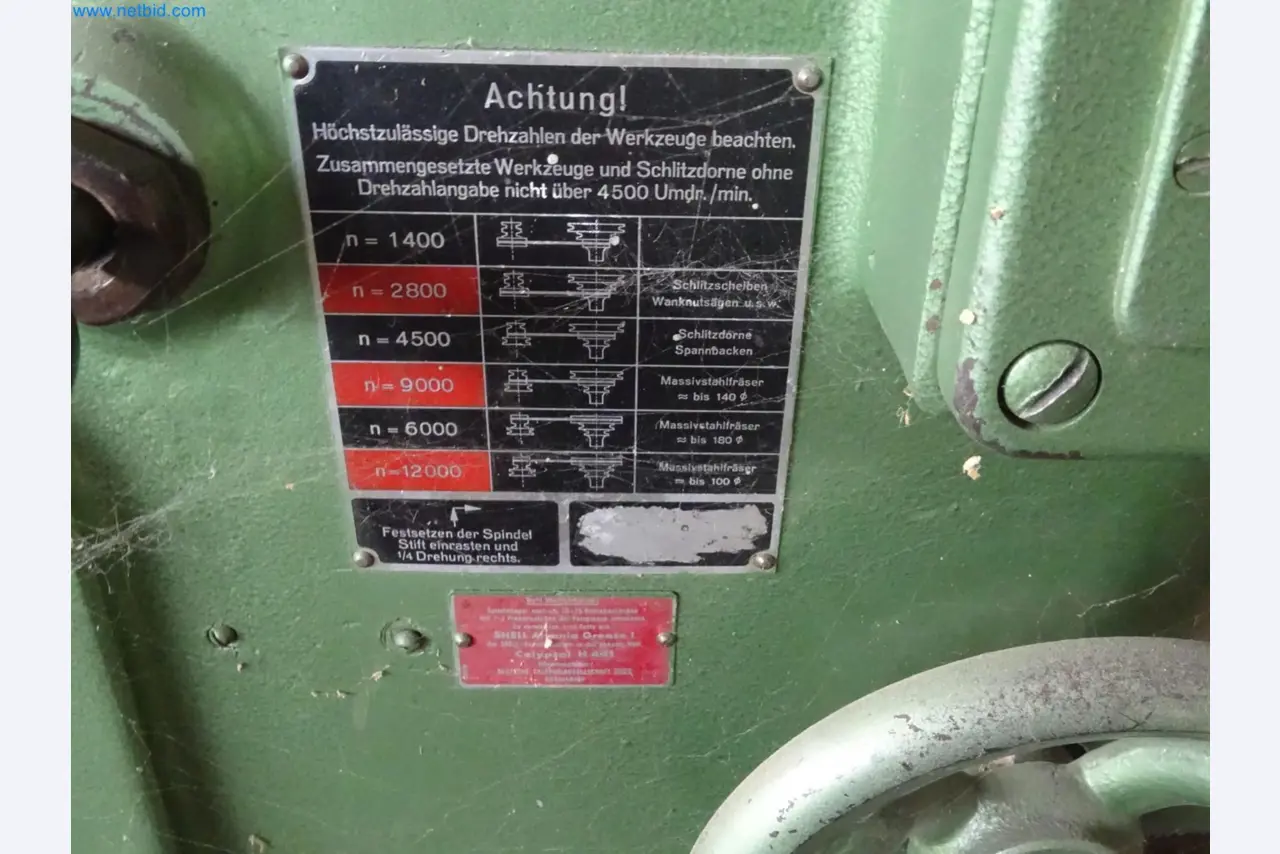 www.netbid.com
Achtung!
Höchstzulässige Drehzahlen der Werkzeuge beachten.
Zusammengesetzte Werkzeuge und Schlitzdorne ohne
Drehzahlangabe nicht über 4500 Umdr./min.
n = 1400
n = 2800
Schlitzscheiben
Wanknutsägen u.s.w.
n = 4500
Schlitzdorne
Spannbacken
n = 9000
Massivstahlfräser
≈ bis 140 ϕ
n = 6000
Massivstahlfräser
≈ bis 180 ϕ
n=12000
Massivstahlfräser
≈ bis 100 ϕ
Festsetzen der Spindel
Stift einrasten und
1/4 Drehung rechts.
SHELL
Calypsol